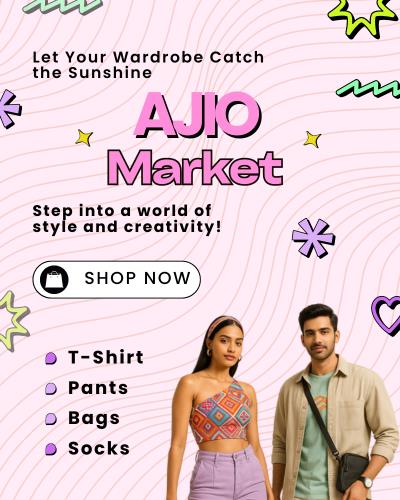 Let Your Wardrobe Catch
the Sunshine
AJIO
Market
Step into a world of
style and creativity!
SHOP NOW
T-Shirt
Pants
Bags
Socks